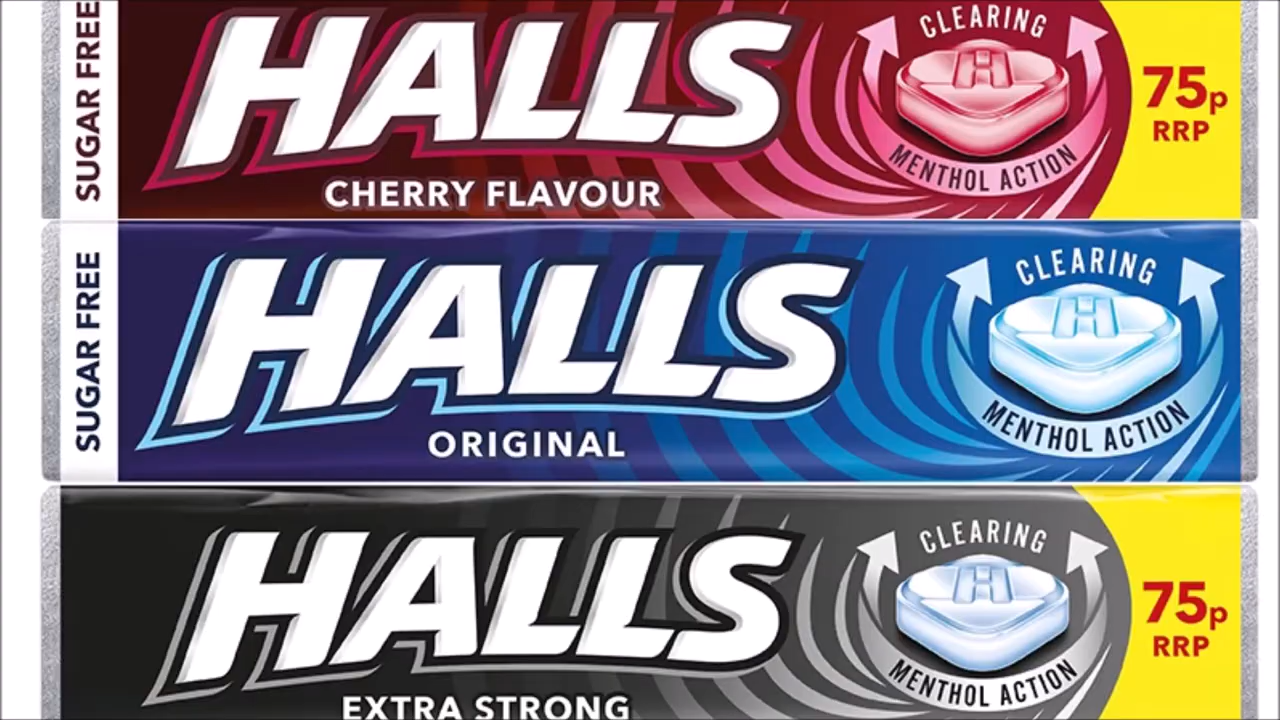 SUGAR FREE
HALLS
CHERRY FLAVOUR
CLEARING
H
MENTHOL ACTION
75p
RRP
SUGAR FREE
HALLS
ORIGINAL
CLEARING
H
MENTHOL ACTION
HALLS
EXTRA STRONG
CLEARING
H
MENTHOL ACTION
75p
RRP